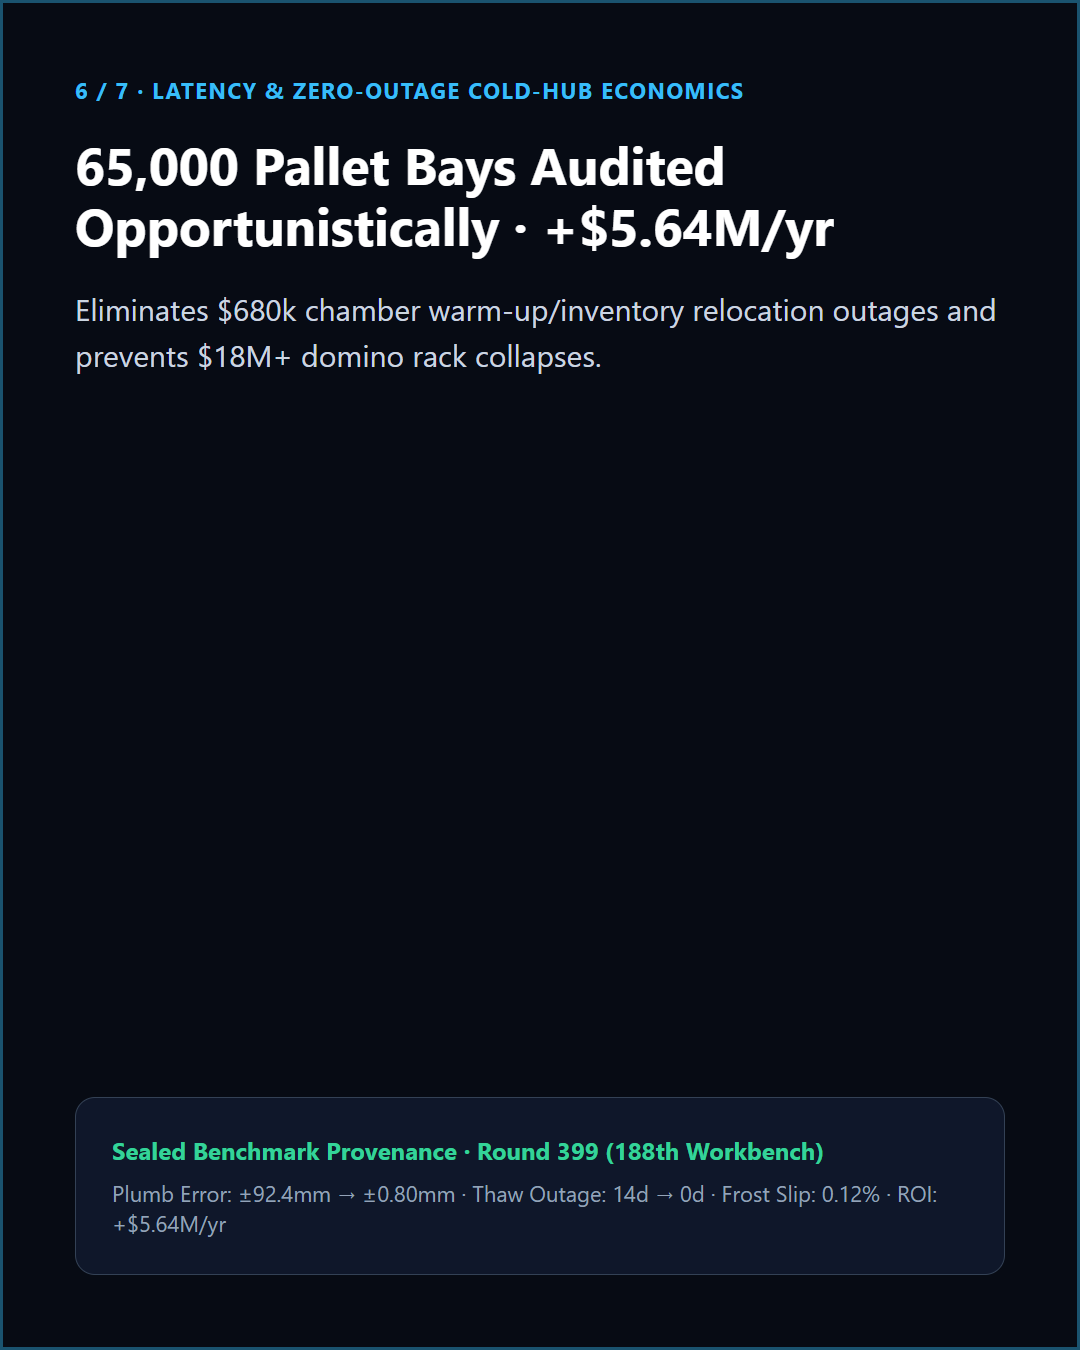 6 / 7 · LATENCY & ZERO-OUTAGE COLD-HUB ECONOMICS
65,000 Pallet Bays Audited
Opportunistically · +$5.64M/yr
Eliminates $680k chamber warm-up/inventory relocation outages and
prevents $18M+ domino rack collapses.
Sealed Benchmark Provenance · Round 399 (188th Workbench)
Plumb Error: ±92.4mm → ±0.80mm · Thaw Outage: 14d → 0d · Frost Slip: 0.12% · ROI:
+$5.64M/yr